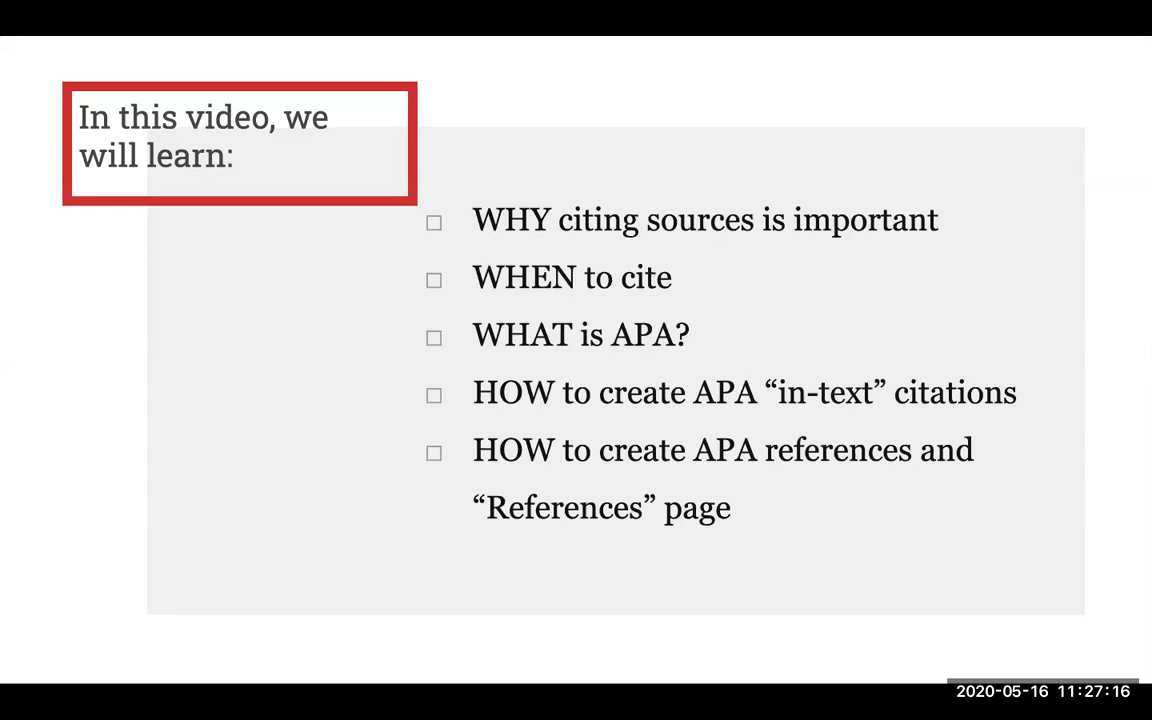 In this video, we
will learn:
□ WHY citing sources is important
□ WHEN to cite
□ WHAT is APA?
□ HOW to create APA “in-text” citations
□ HOW to create APA references and
“References” page
2020-05-16 11:27:16